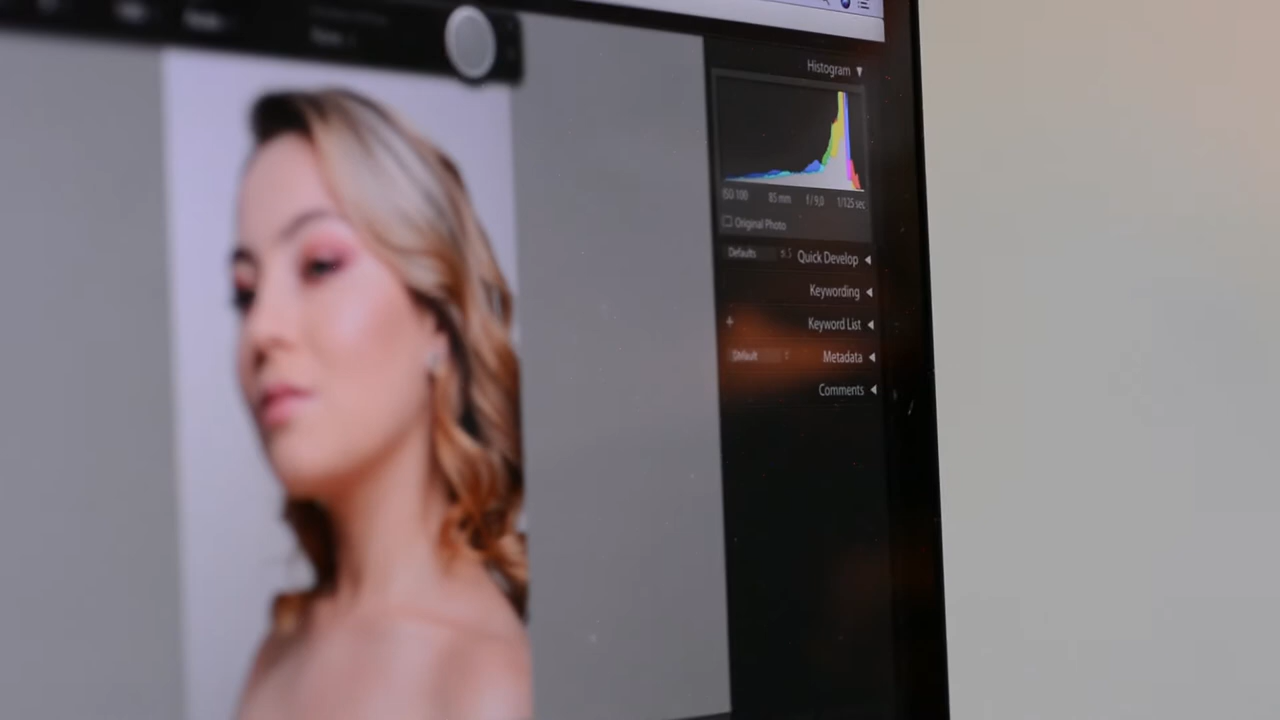 Histogram
ISO 100 85 mm f / 9,0 1/125 sec
Original Photo
Defaults Quick Develop
Keywording
+ Keyword List
Default Metadata
Comments